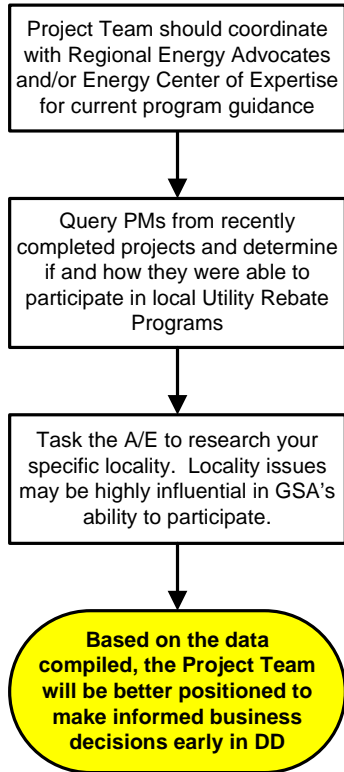 Project Team should coordinate
with Regional Energy Advocates
and/or Energy Center of Expertise
for current program guidance
Query PMs from recently
completed projects and determine
if and how they were able to
participate in local Utility Rebate
Programs
Task the A/E to research your
specific locality.  Locality issues
may be highly influential in GSA's
ability to participate.
Based on the data
compiled, the Project Team
will be better positioned to
make informed business
decisions early in DD